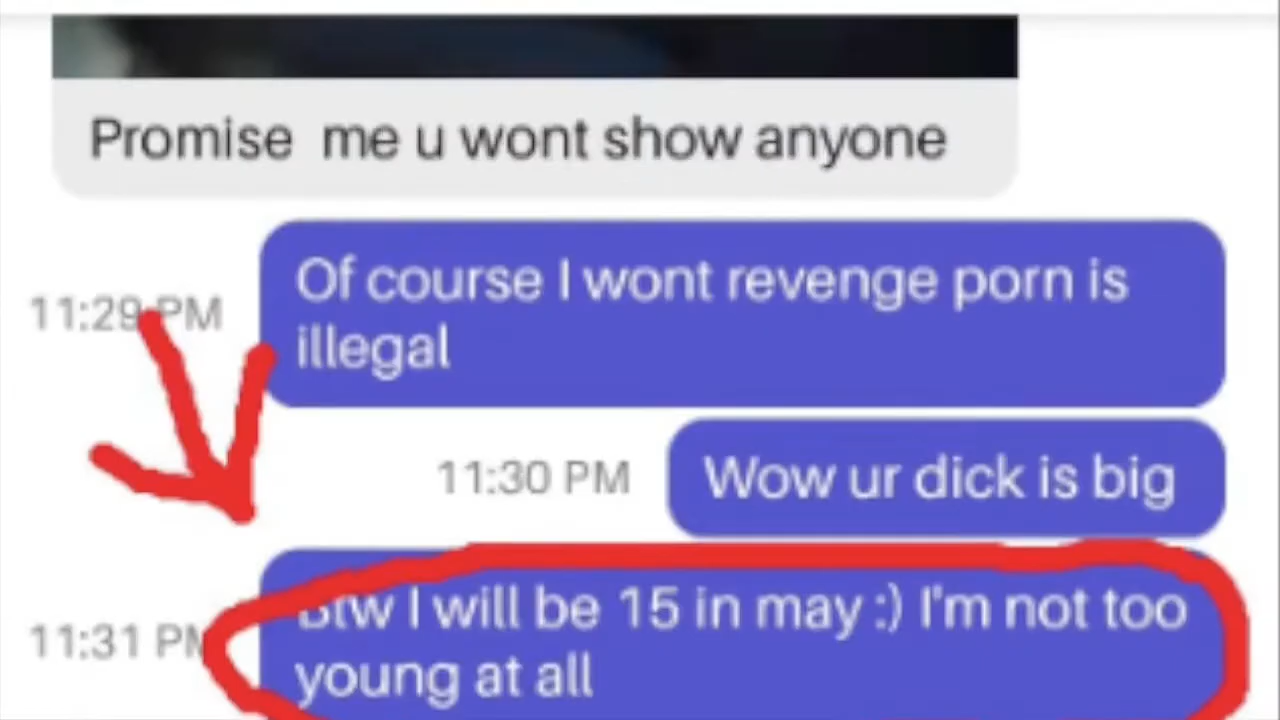 Promise me u wont show anyone
11:29 PM
Of course I wont revenge porn is
illegal
11:30 PM
Wow ur dick is big
11:31 PM
Btw I will be 15 in may :) I'm not too
young at all